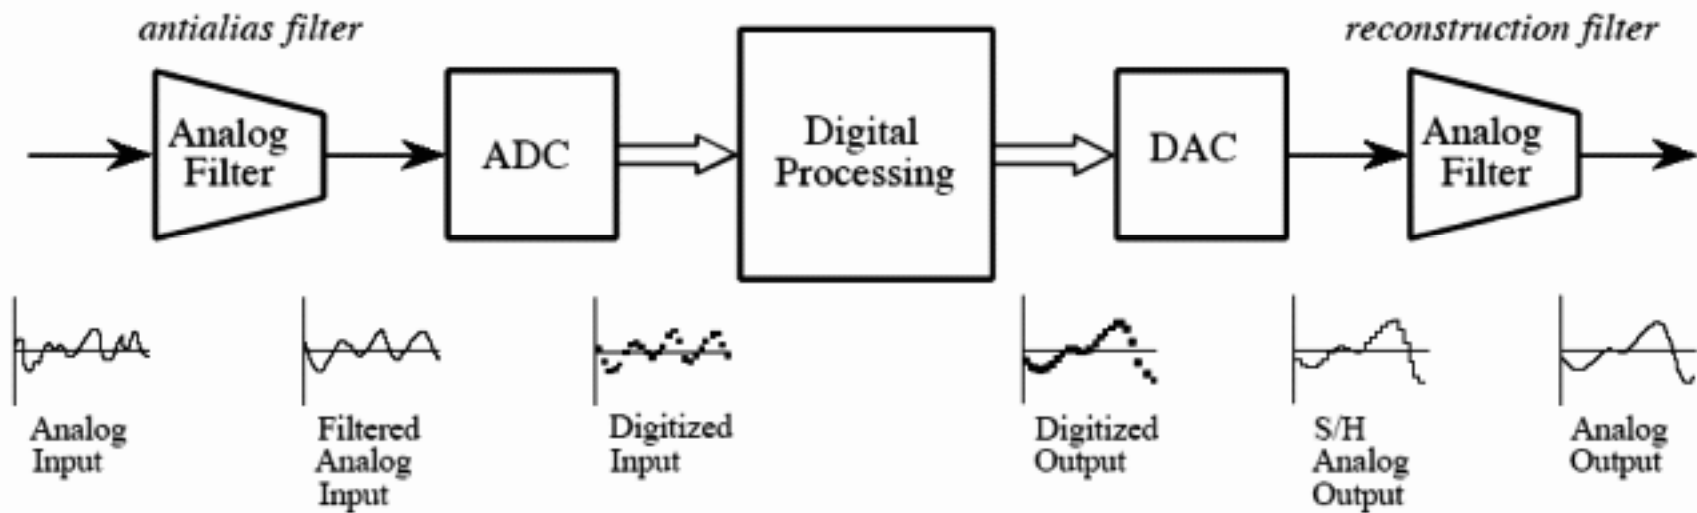 antialias filter
reconstruction filter
Analog
Filter
ADC
Digital
Processing
DAC
Analog
Filter
Analog
Input
Filtered
Analog
Input
Digitized
Input
Digitized
Output
S/H
Analog
Output
Analog
Output